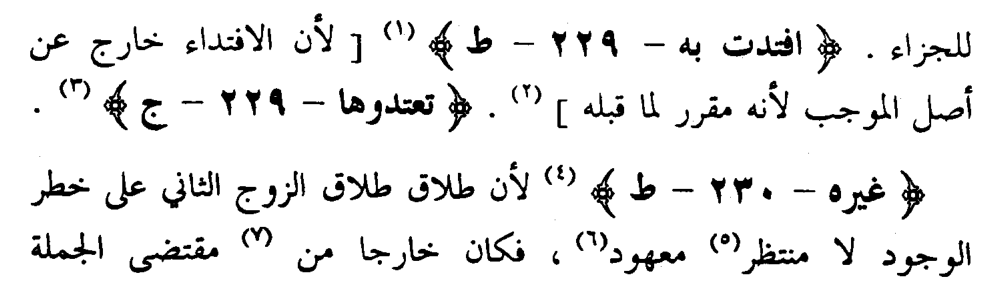 للجزاء . ﴿ افتدت به – ٢٢٩ – ط ﴾ (١) [ لأن الافتداء خارج عن
أصل الموجب لأنه مقرر لما قبله ] (٢) . ﴿ تعتدوها – ٢٢٩ – ج ﴾ (٣) .
﴿ غيره – ٢٣٠ – ط ﴾ (٤) لأن طلاق طلاق الزوج الثاني على خطر
الوجود لا منتظر (٥) معهود (٦) ، فكان خارجا من (٧) مقتضى الجملة